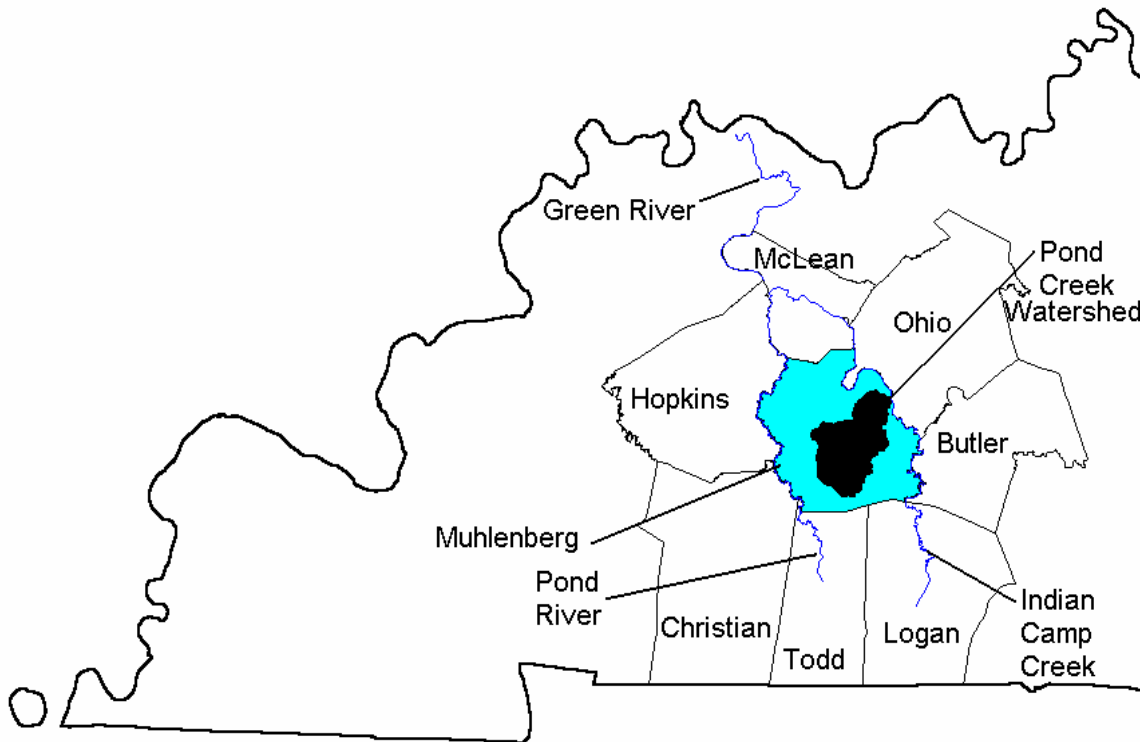 Green River
McLean
Pond
Creek
Watershed
Ohio
Hopkins
Butler
Muhlenberg
Pond
River
Christian
Todd
Logan
Indian
Camp
Creek